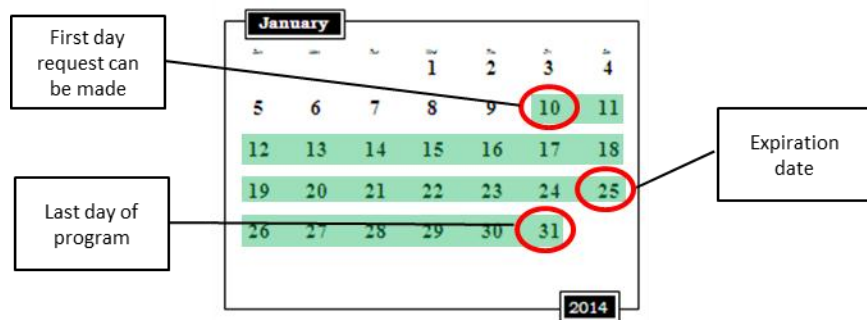 January
First day
request can
be made
1 2 3 4
5 6 7 8 9 10 11
12 13 14 15 16 17 18
Expiration
date
19 20 21 22 23 24 25
Last day of
program
26 27 28 29 30 31
2014